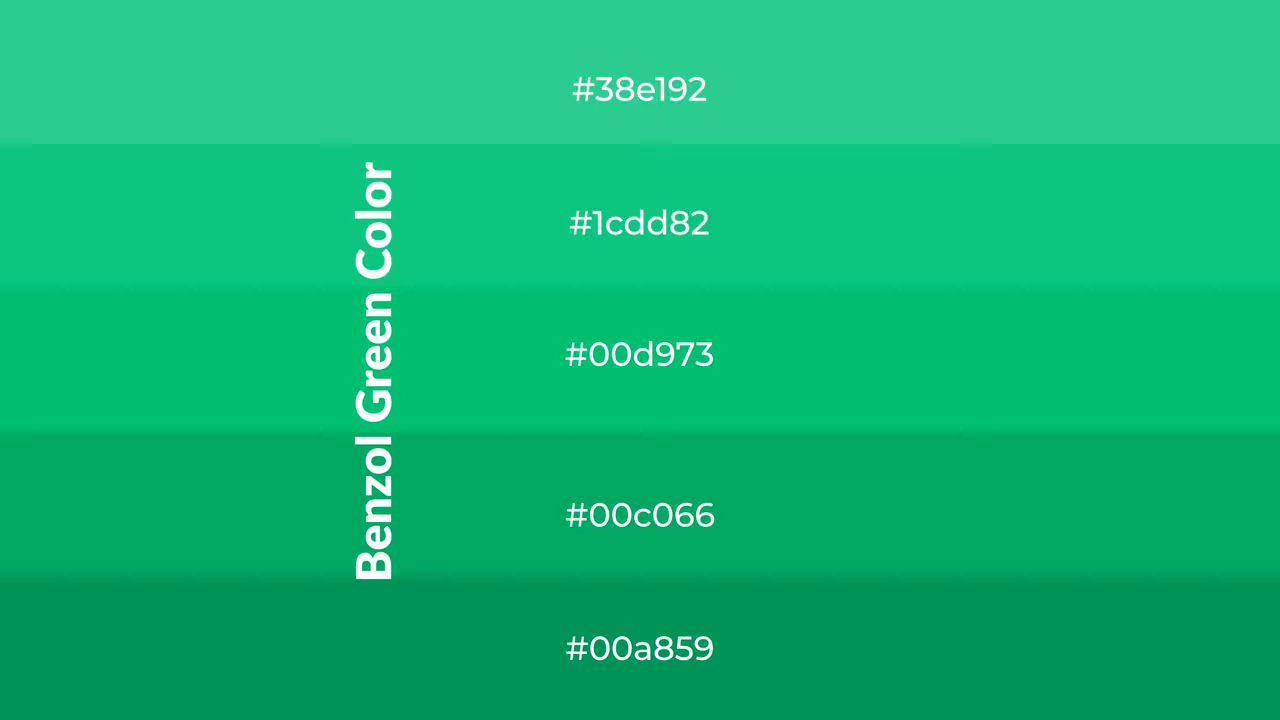 Benzol Green Color
#38e192
#1cdd82
#00d973
#00c066
#00a859